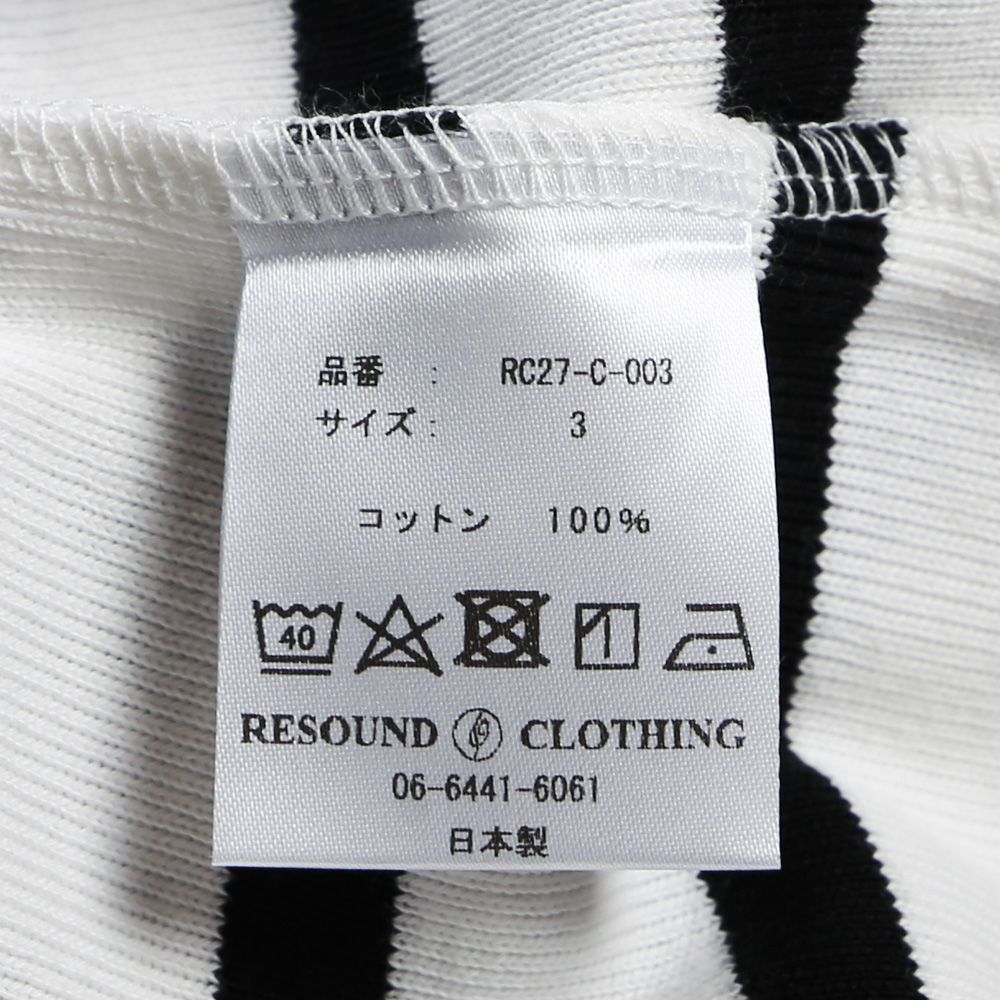 品番 : RC27-C-003
サイズ : 3
コットン 100%
40
RESOUND CLOTHING
06-6441-6061
日本製